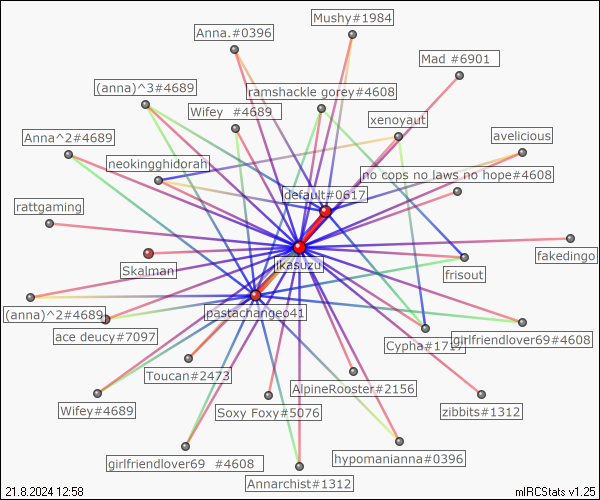 Mushy#1984
Anna.#0396
Mad #6901
(anna)^3#4689
ramshackle gorey#4608
Wifey #4689
xenoyaut
Anna^2#4689
avelicious
neokingghidorah
no cops no laws no hope#4608
default#0617
rattgaming
fakedingo
Skalman
ikasuzu
frisout
(anna)^2#4689
pastachangeo41
ace deucy#7097
Cypha#1717
girlfriendlover69#4608
Toucan#2473
AlpineRooster#2156
Wifey#4689
Soxy Foxy#5076
zibbits#1312
girlfriendlover69 #4608
hypomanianna#0396
Annarchist#1312
21.8.2024 12:58
mIRCStats v1.25